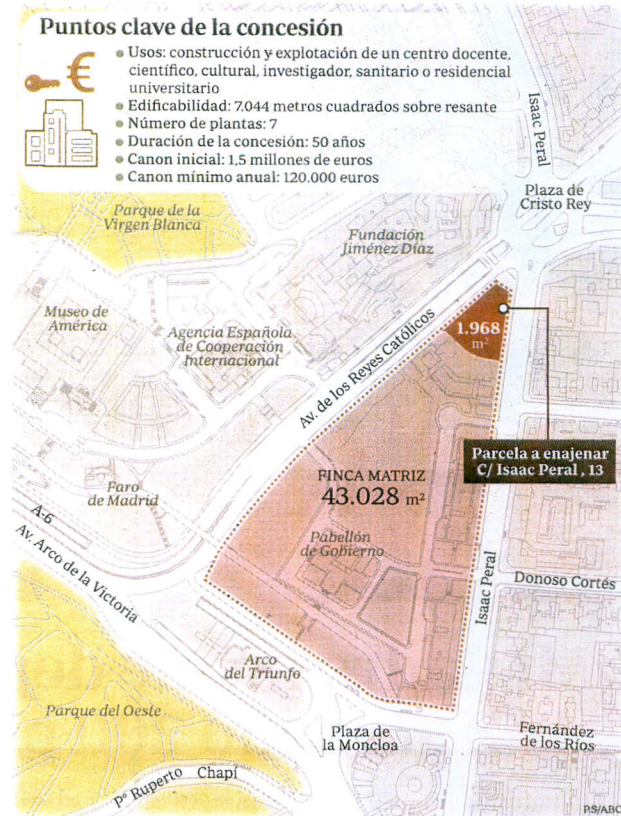 Puntos clave de la concesión
Usos: construcción y explotación de un centro docente,
científico, cultural, investigador, sanitario o residencial
universitario
Edificabilidad: 7.044 metros cuadrados sobre resante
Número de plantas: 7
Duración de la concesión: 50 años
Canon inicial: 1,5 millones de euros
Canon mínimo anual: 120.000 euros
€
Isaac Peral
Plaza de
Cristo Rey
Parque de la
Virgen Blanca
Fundación
Jiménez Díaz
Museo de
América
Agencia Española
de Cooperación
Internacional
Av. de los Reyes Católicos
1.968
m²
Parcela a enajenar
C/ Isaac Peral , 13
FINCA MATRIZ
43.028 m²
Faro
de Madrid
Pabellón
de Gobierno
A-6
Av. Arco de la Victoria
Isaac Peral
Donoso Cortés
Arco
del Triunfo
Parque del Oeste
Plaza de
la Moncloa
Fernández
de los Ríos
Pº Ruperto Chapí
P.S/ABC